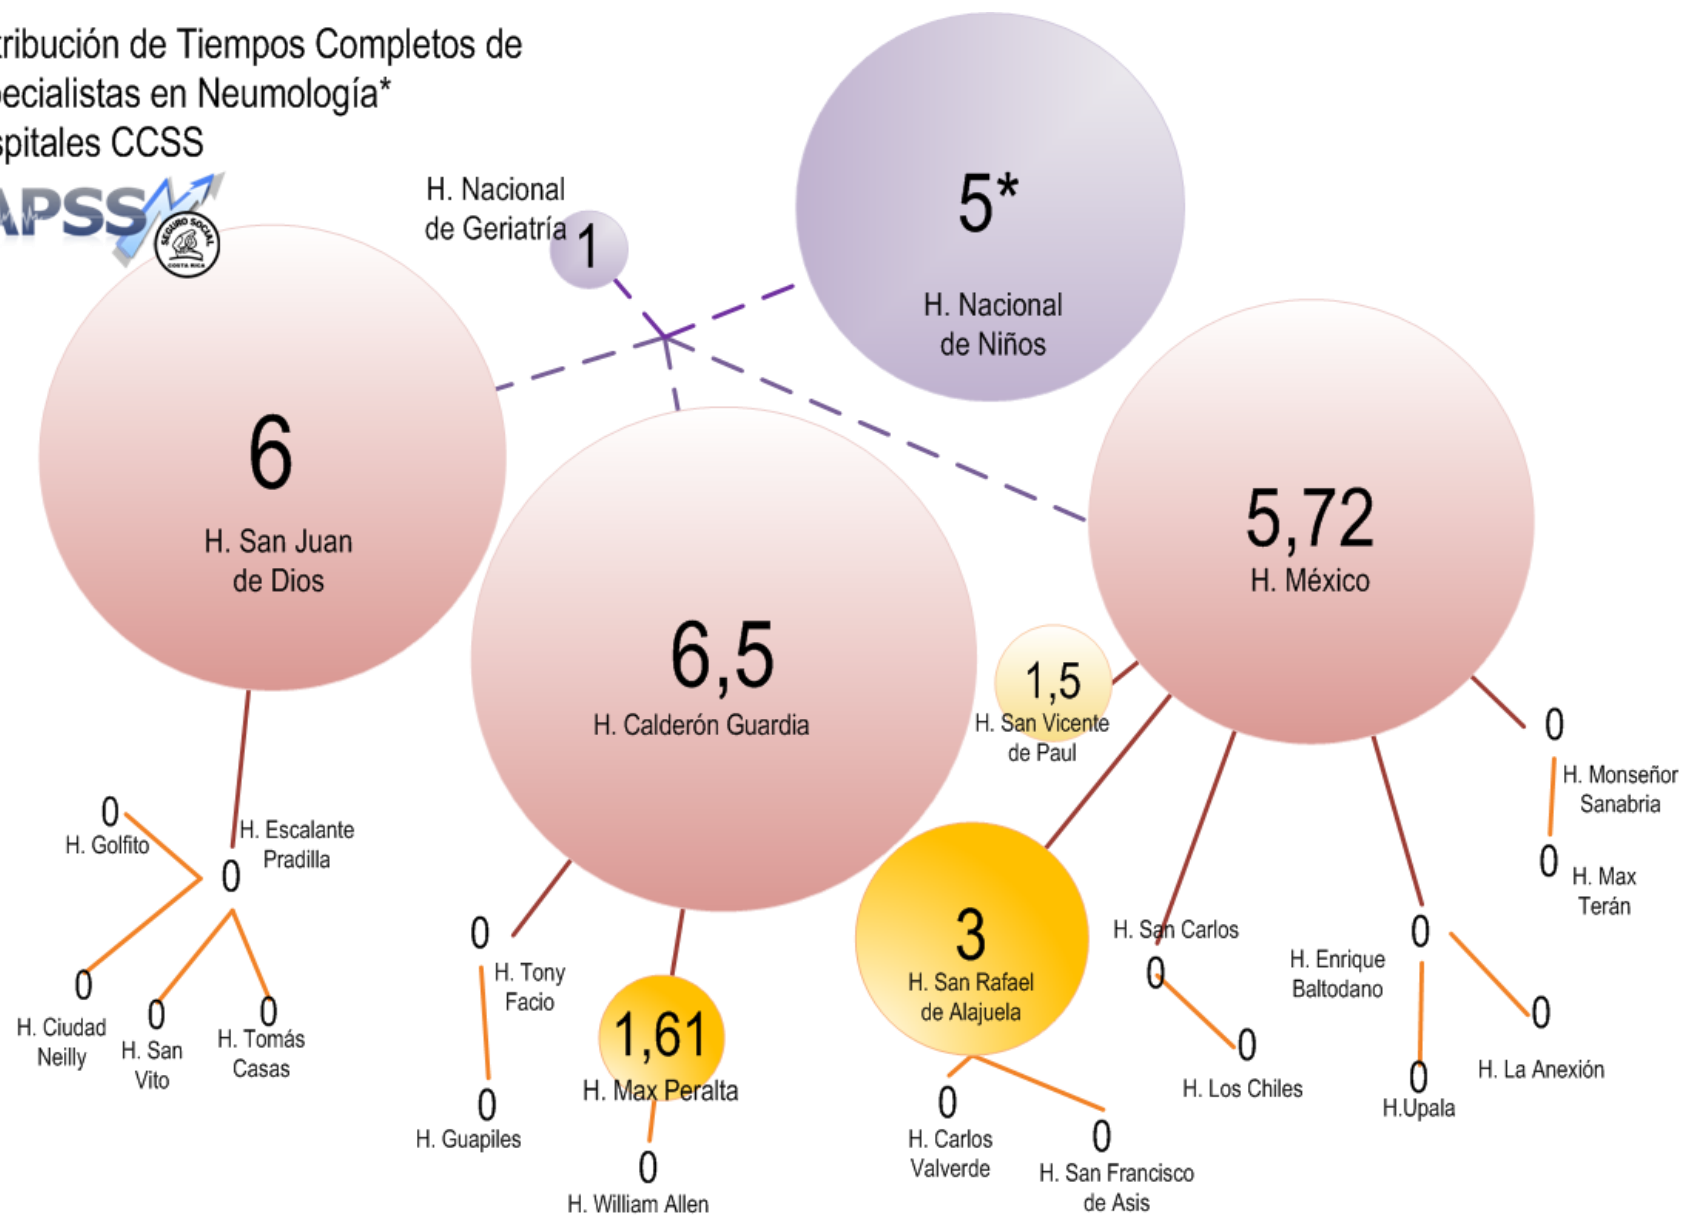 tribución de Tiempos Completos de
pecialistas en Neumología*
spitales CCSS
APSS
SEGURO SOCIAL
COSTA RICA
H. Nacional
de Geriatría
1
5*
H. Nacional
de Niños
6
H. San Juan
de Dios
6,5
H. Calderón Guardia
5,72
H. México
1,5
H. San Vicente
de Paul
0
H. Monseñor
Sanabria
0
H. Max
Terán
0
H. Golfito
H. Escalante
Pradilla
0
0
H. Ciudad
Neilly
0
H. San
Vito
0
H. Tomás
Casas
0
H. Tony
Facio
0
H. Guapiles
1,61
H. Max Peralta
0
H. William Allen
3
H. San Rafael
de Alajuela
0
H. Carlos
Valverde
0
H. San Francisco
de Asis
H. San Carlos
0
0
H. Los Chiles
0
H. Enrique
Baltodano
0
H.Upala
0
H. La Anexión